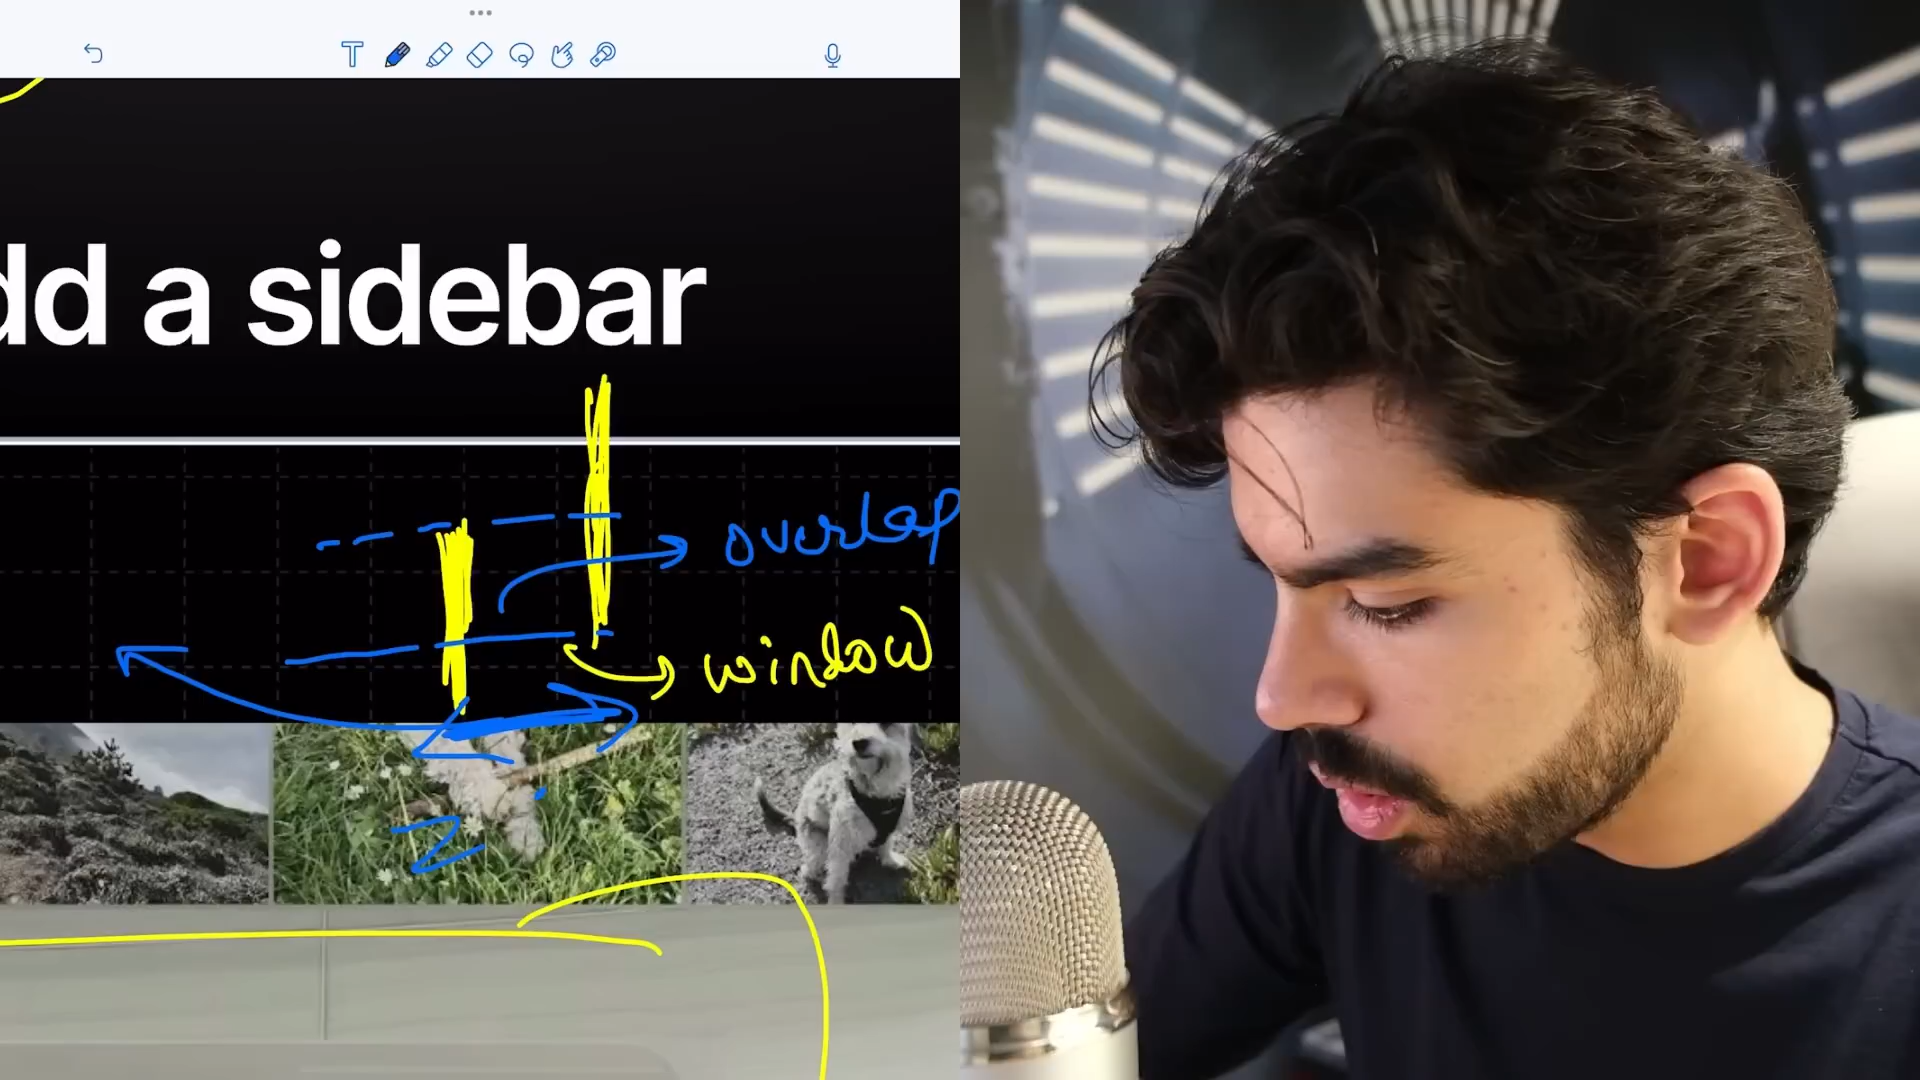 dd a sidebar
overlap
window
z
z